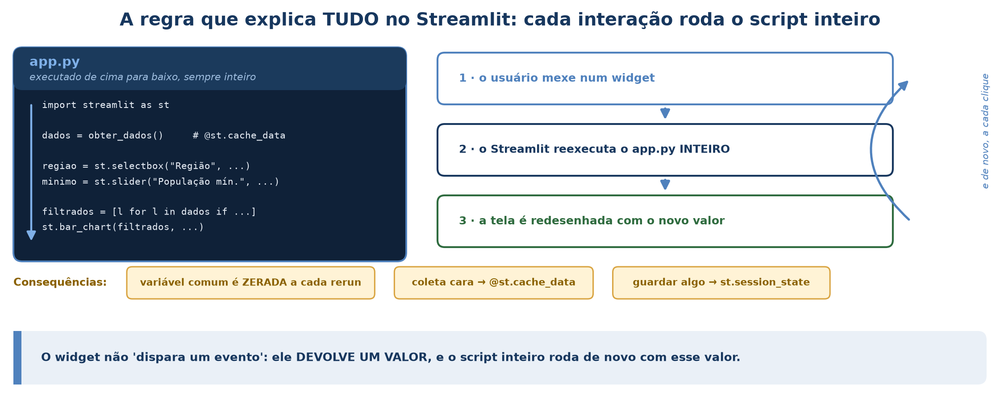 A regra que explica TUDO no Streamlit: cada interação roda o script inteiro
app.py
executado de cima para baixo, sempre inteiro
import streamlit as st
dados = obter_dados()     # @st.cache_data
regiao = st.selectbox("Região", ...)
minimo = st.slider("População mín.", ...)
filtrados = [l for l in dados if ...]
st.bar_chart(filtrados, ...)
1 · o usuário mexe num widget
2 · o Streamlit reexecuta o app.py INTEIRO
3 · a tela é redesenhada com o novo valor
e de novo, a cada clique
Consequências:
variável comum é ZERADA a cada rerun
coleta cara → @st.cache_data
guardar algo → st.session_state
O widget não 'dispara um evento': ele DEVOLVE UM VALOR, e o script inteiro roda de novo com esse valor.